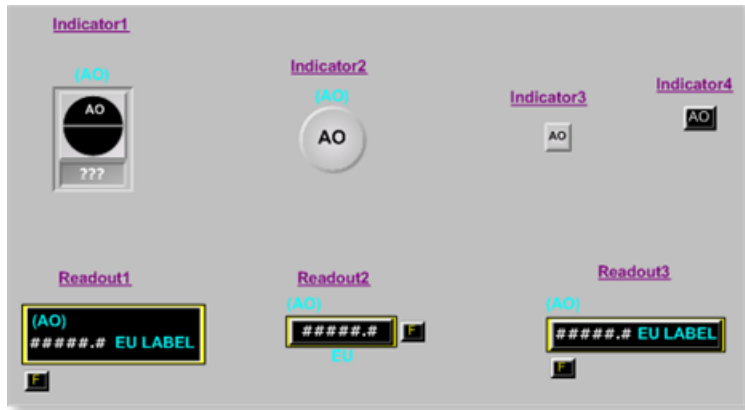 Indicator1
(AO)
AO
???
Indicator2
(AO)
AO
Indicator3
AO
Indicator4
AO
Readout1
(AO)
#####.# EU LABEL
F
Readout2
(AO)
#####.#
F
EU
Readout3
(AO)
#####.# EU LABEL
F